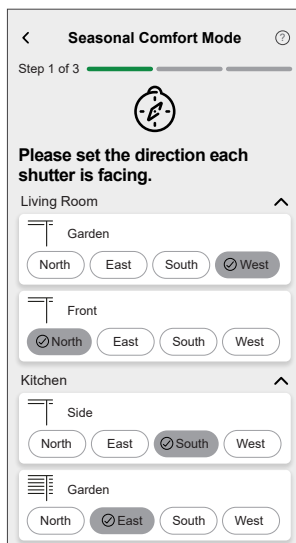 Seasonal Comfort Mode ?
Step 1 of 3
Please set the direction each
shutter is facing.
Living Room
Garden
North East South West
Front
North East South West
Kitchen
Side
North East South West
Garden
North East South West